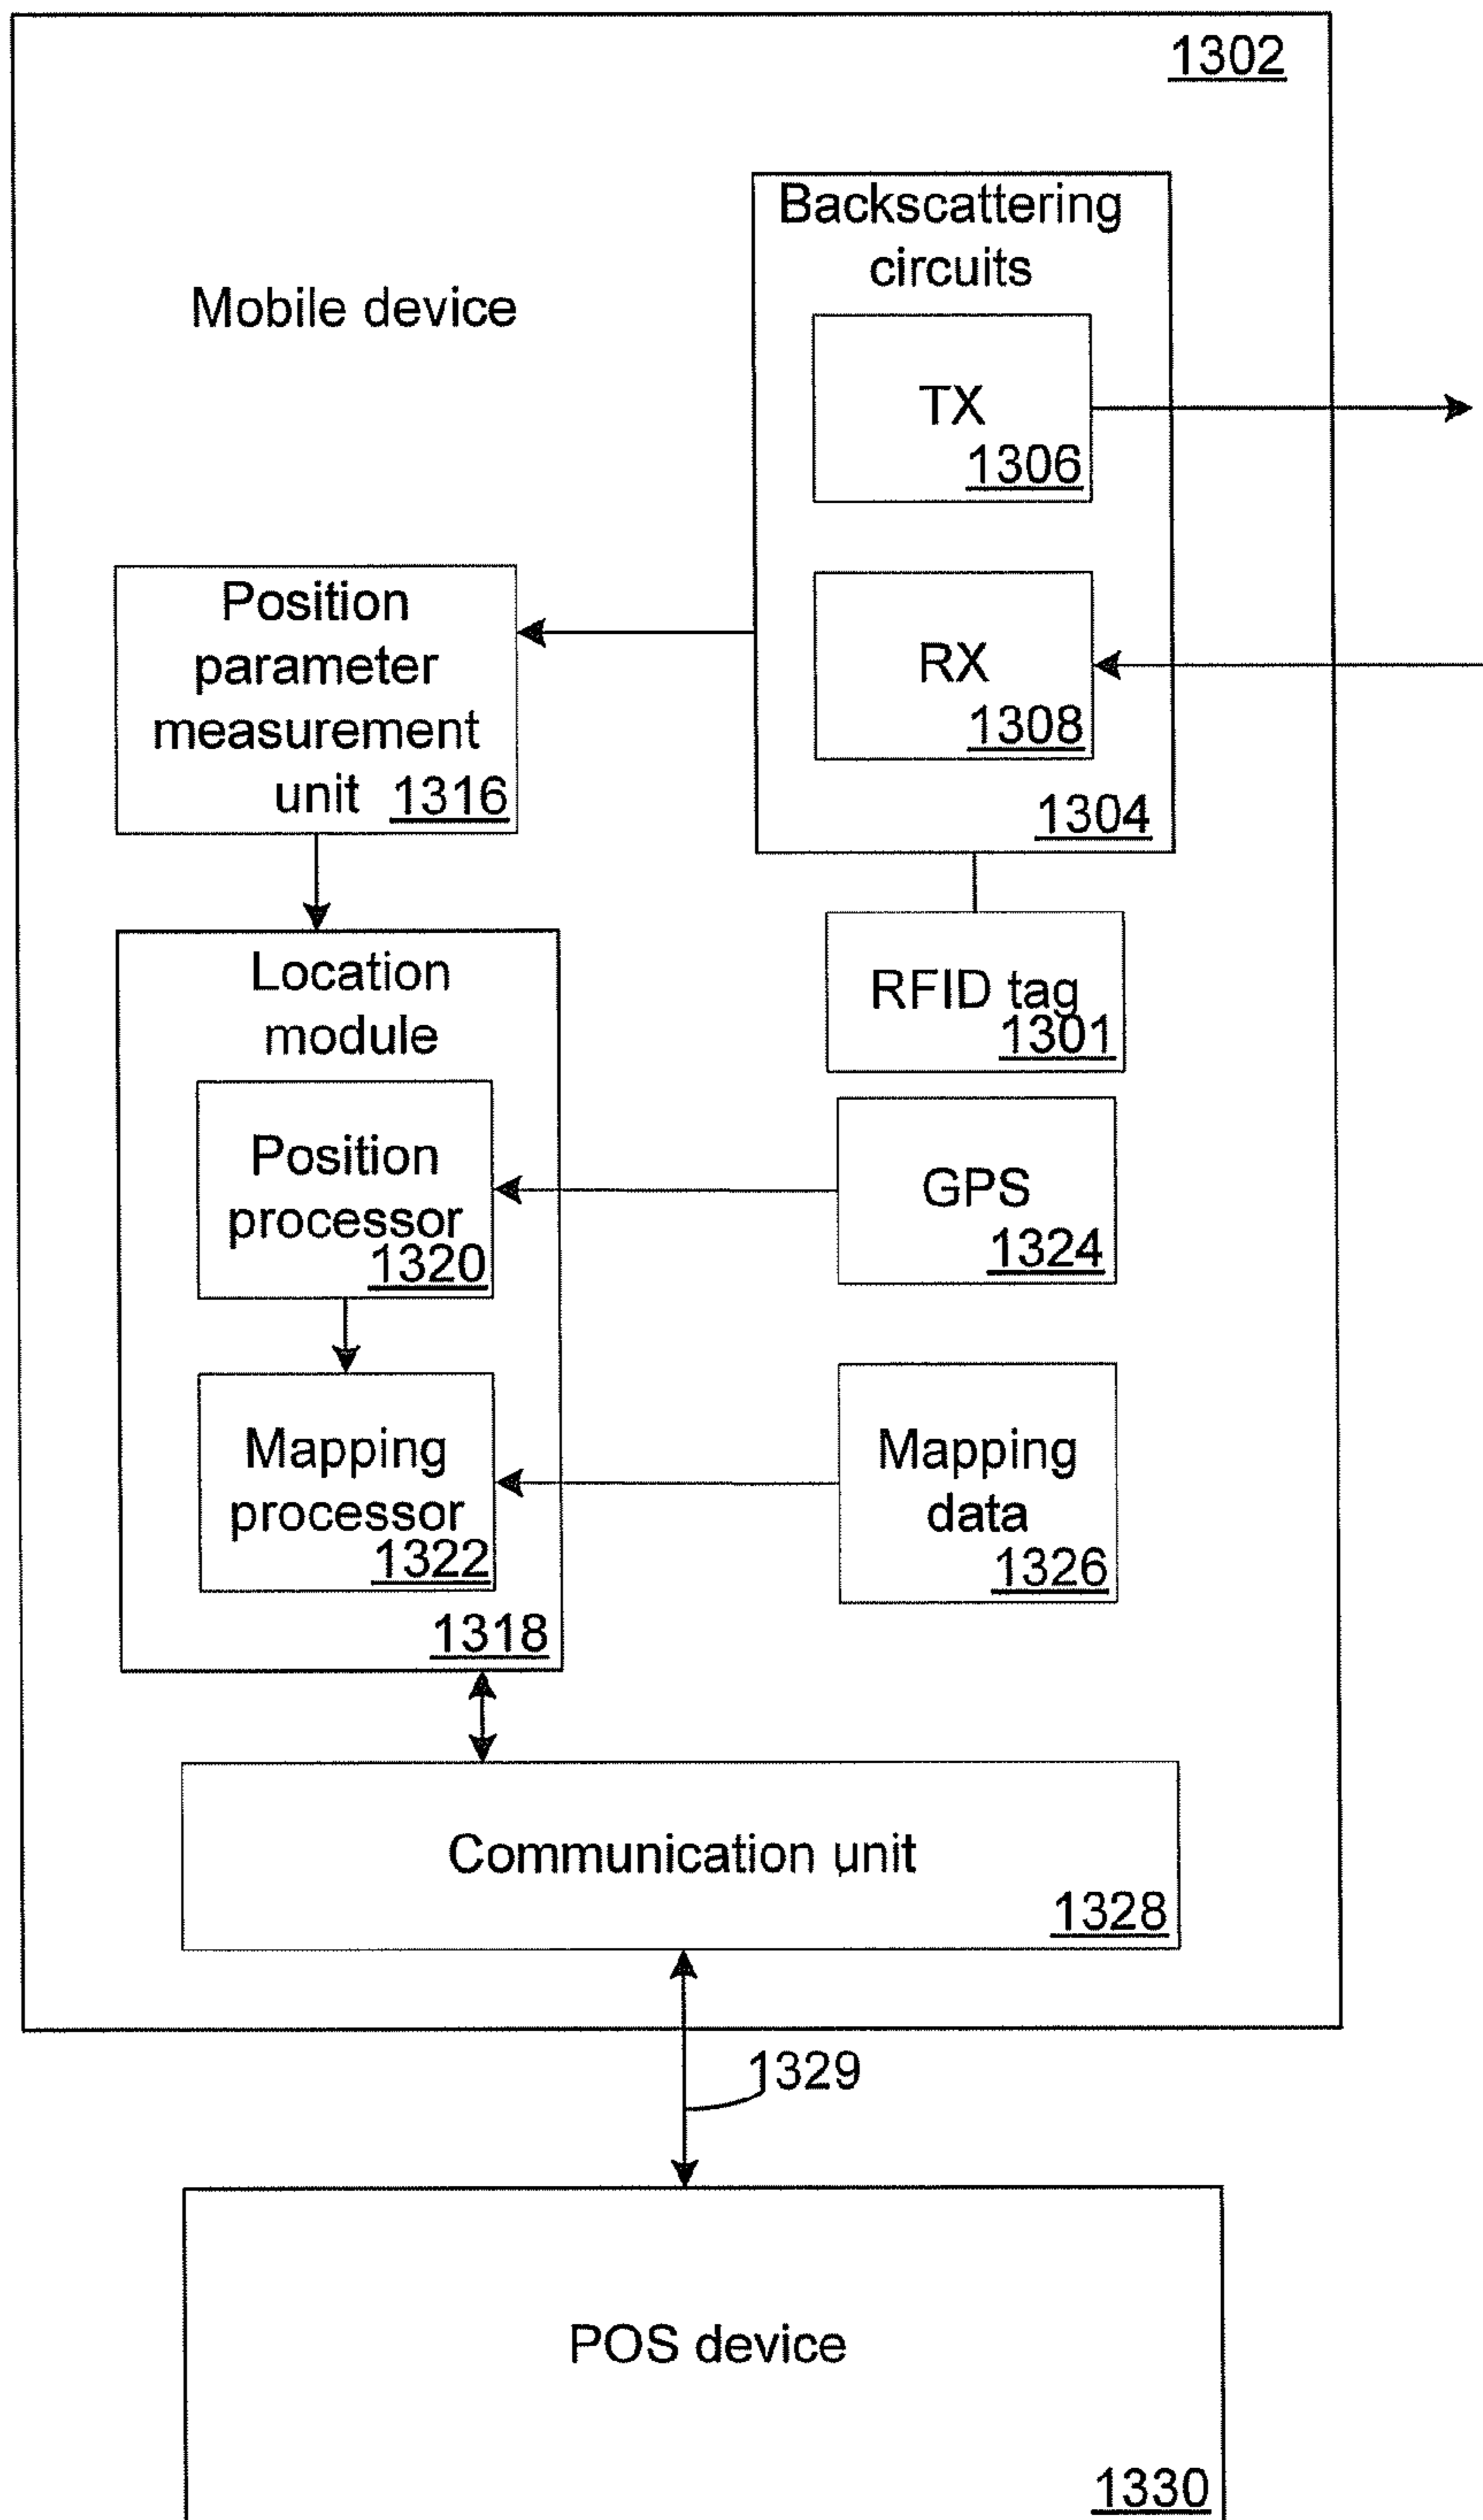 1302
Mobile device
Backscattering
circuits
TX
1306
RX
1308
1304
Position
parameter
measurement
unit 1316
RFID tag
1301
Location
module
Position
processor
1320
GPS
1324
Mapping
processor
1322
Mapping
data
1326
1318
Communication unit
1328
1329
POS device
1330